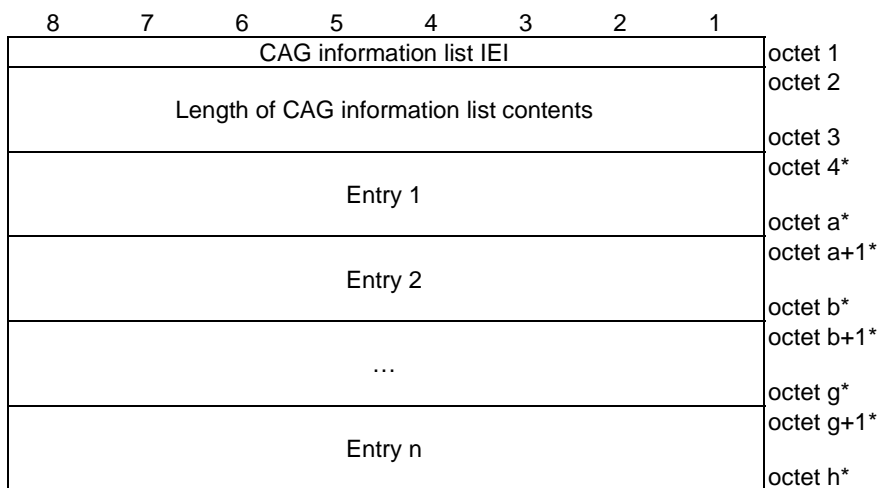 8 7 6 5 4 3 2 1
CAG information list IEI octet 1
octet 2
Length of CAG information list contents
octet 3
octet 4*
Entry 1
octet a*
octet a+1*
Entry 2
octet b*
octet b+1*
…
octet g*
octet g+1*
Entry n
octet h*